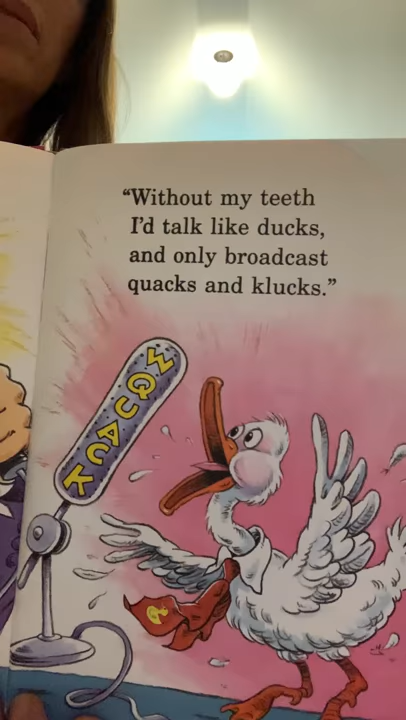 “Without my teeth
I’d talk like ducks,
and only broadcast
quacks and klucks.”
WQUACK